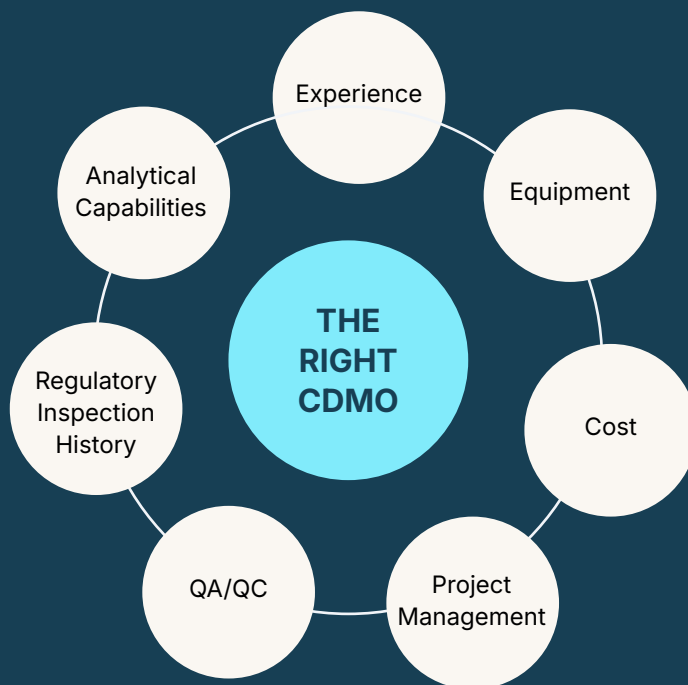 Experience
Equipment
Cost
Project
Management
QA/QC
Regulatory
Inspection
History
Analytical
Capabilities
THE
RIGHT
CDMO